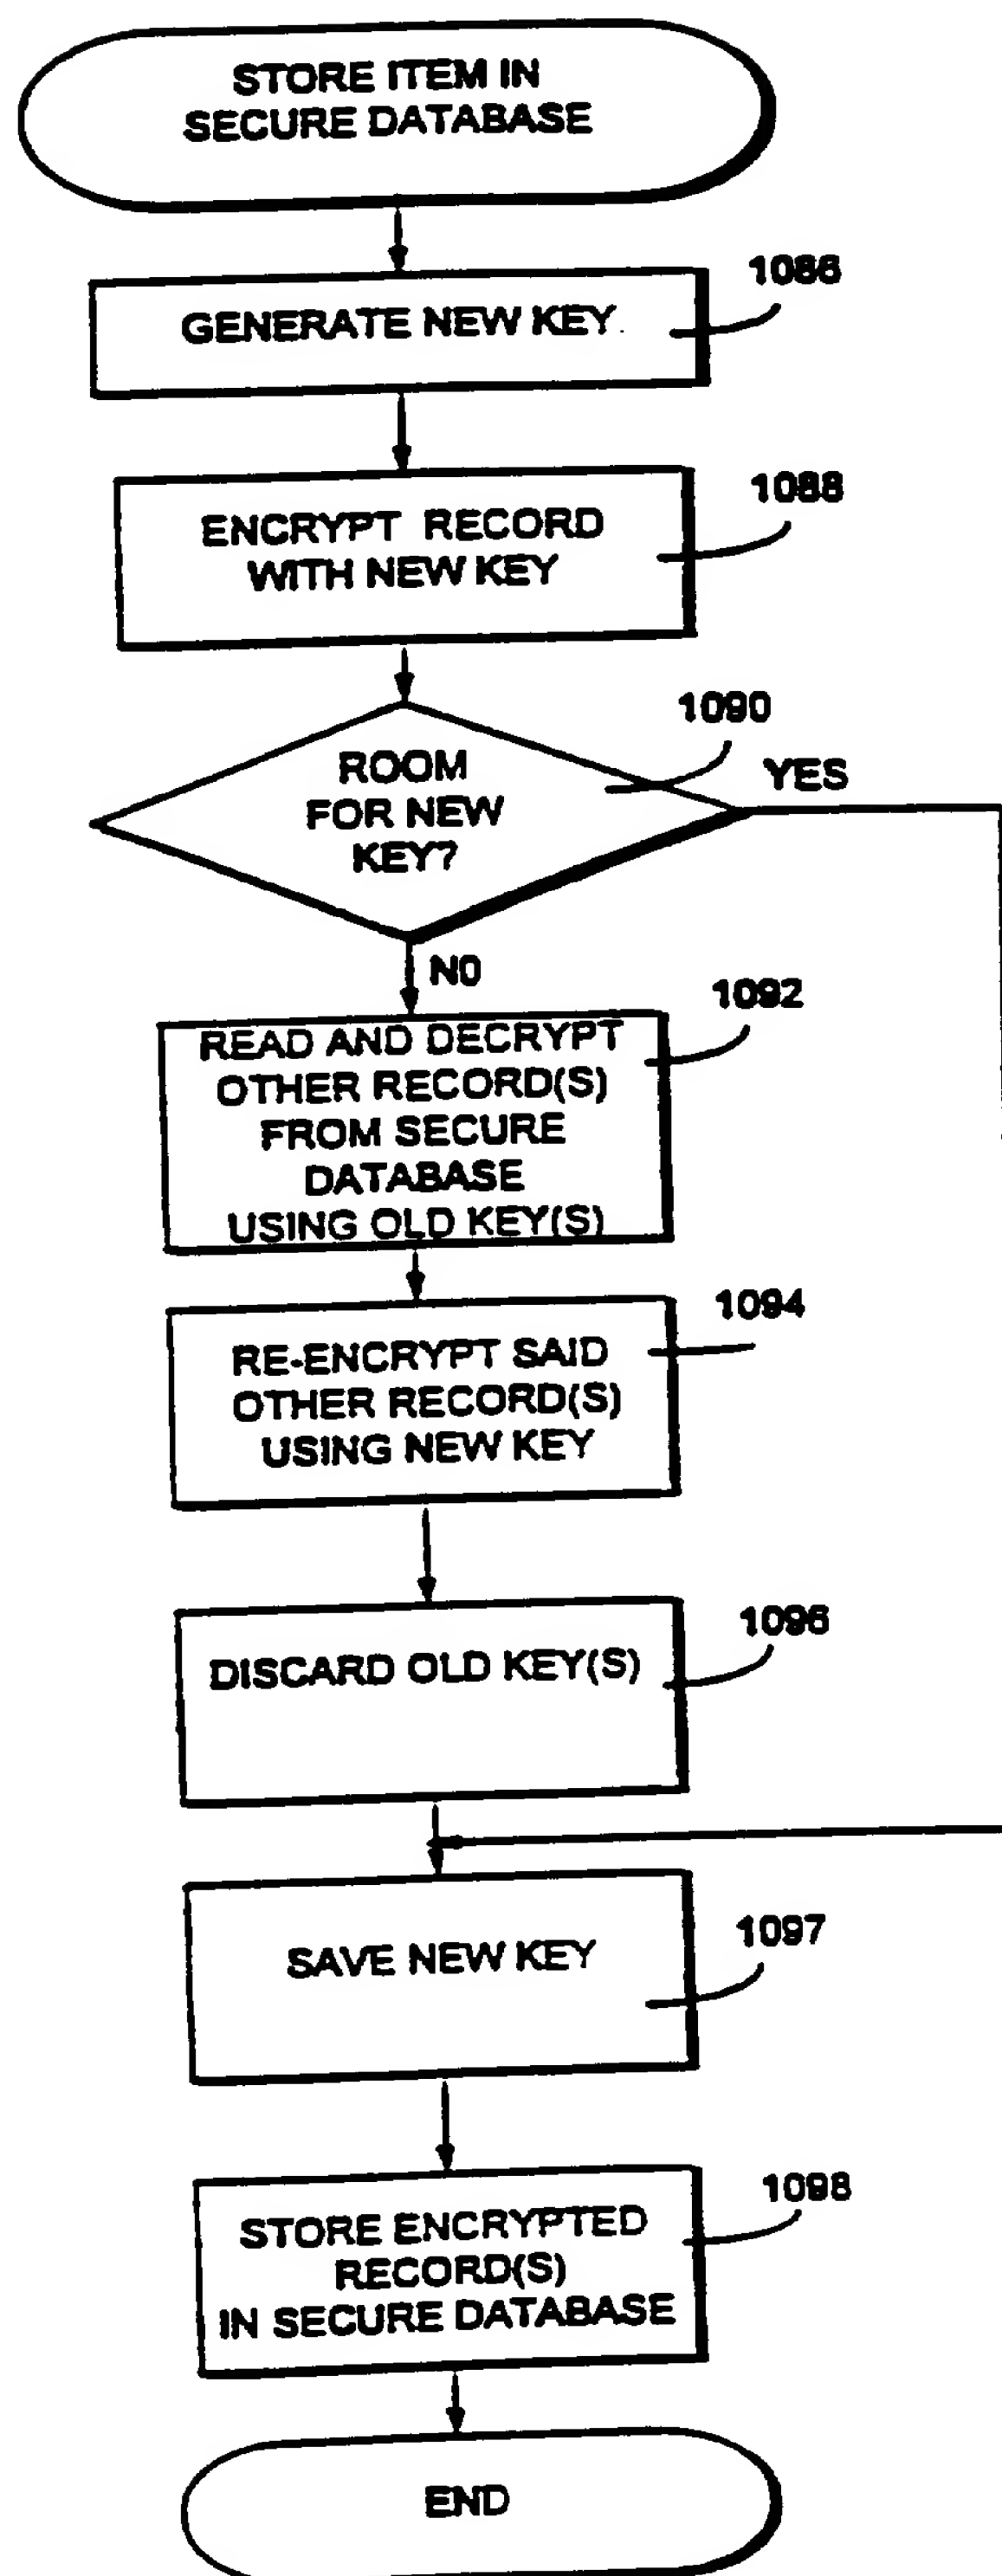 STORE ITEM IN
SECURE DATABASE
1086
GENERATE NEW KEY
1088
ENCRYPT RECORD
WITH NEW KEY
1090
ROOM
FOR NEW
KEY?
YES
NO
1092
READ AND DECRYPT
OTHER RECORD(S)
FROM SECURE
DATABASE
USING OLD KEY(S)
1094
RE-ENCRYPT SAID
OTHER RECORD(S)
USING NEW KEY
1096
DISCARD OLD KEY(S)
1097
SAVE NEW KEY
1098
STORE ENCRYPTED
RECORD(S)
IN SECURE DATABASE
END